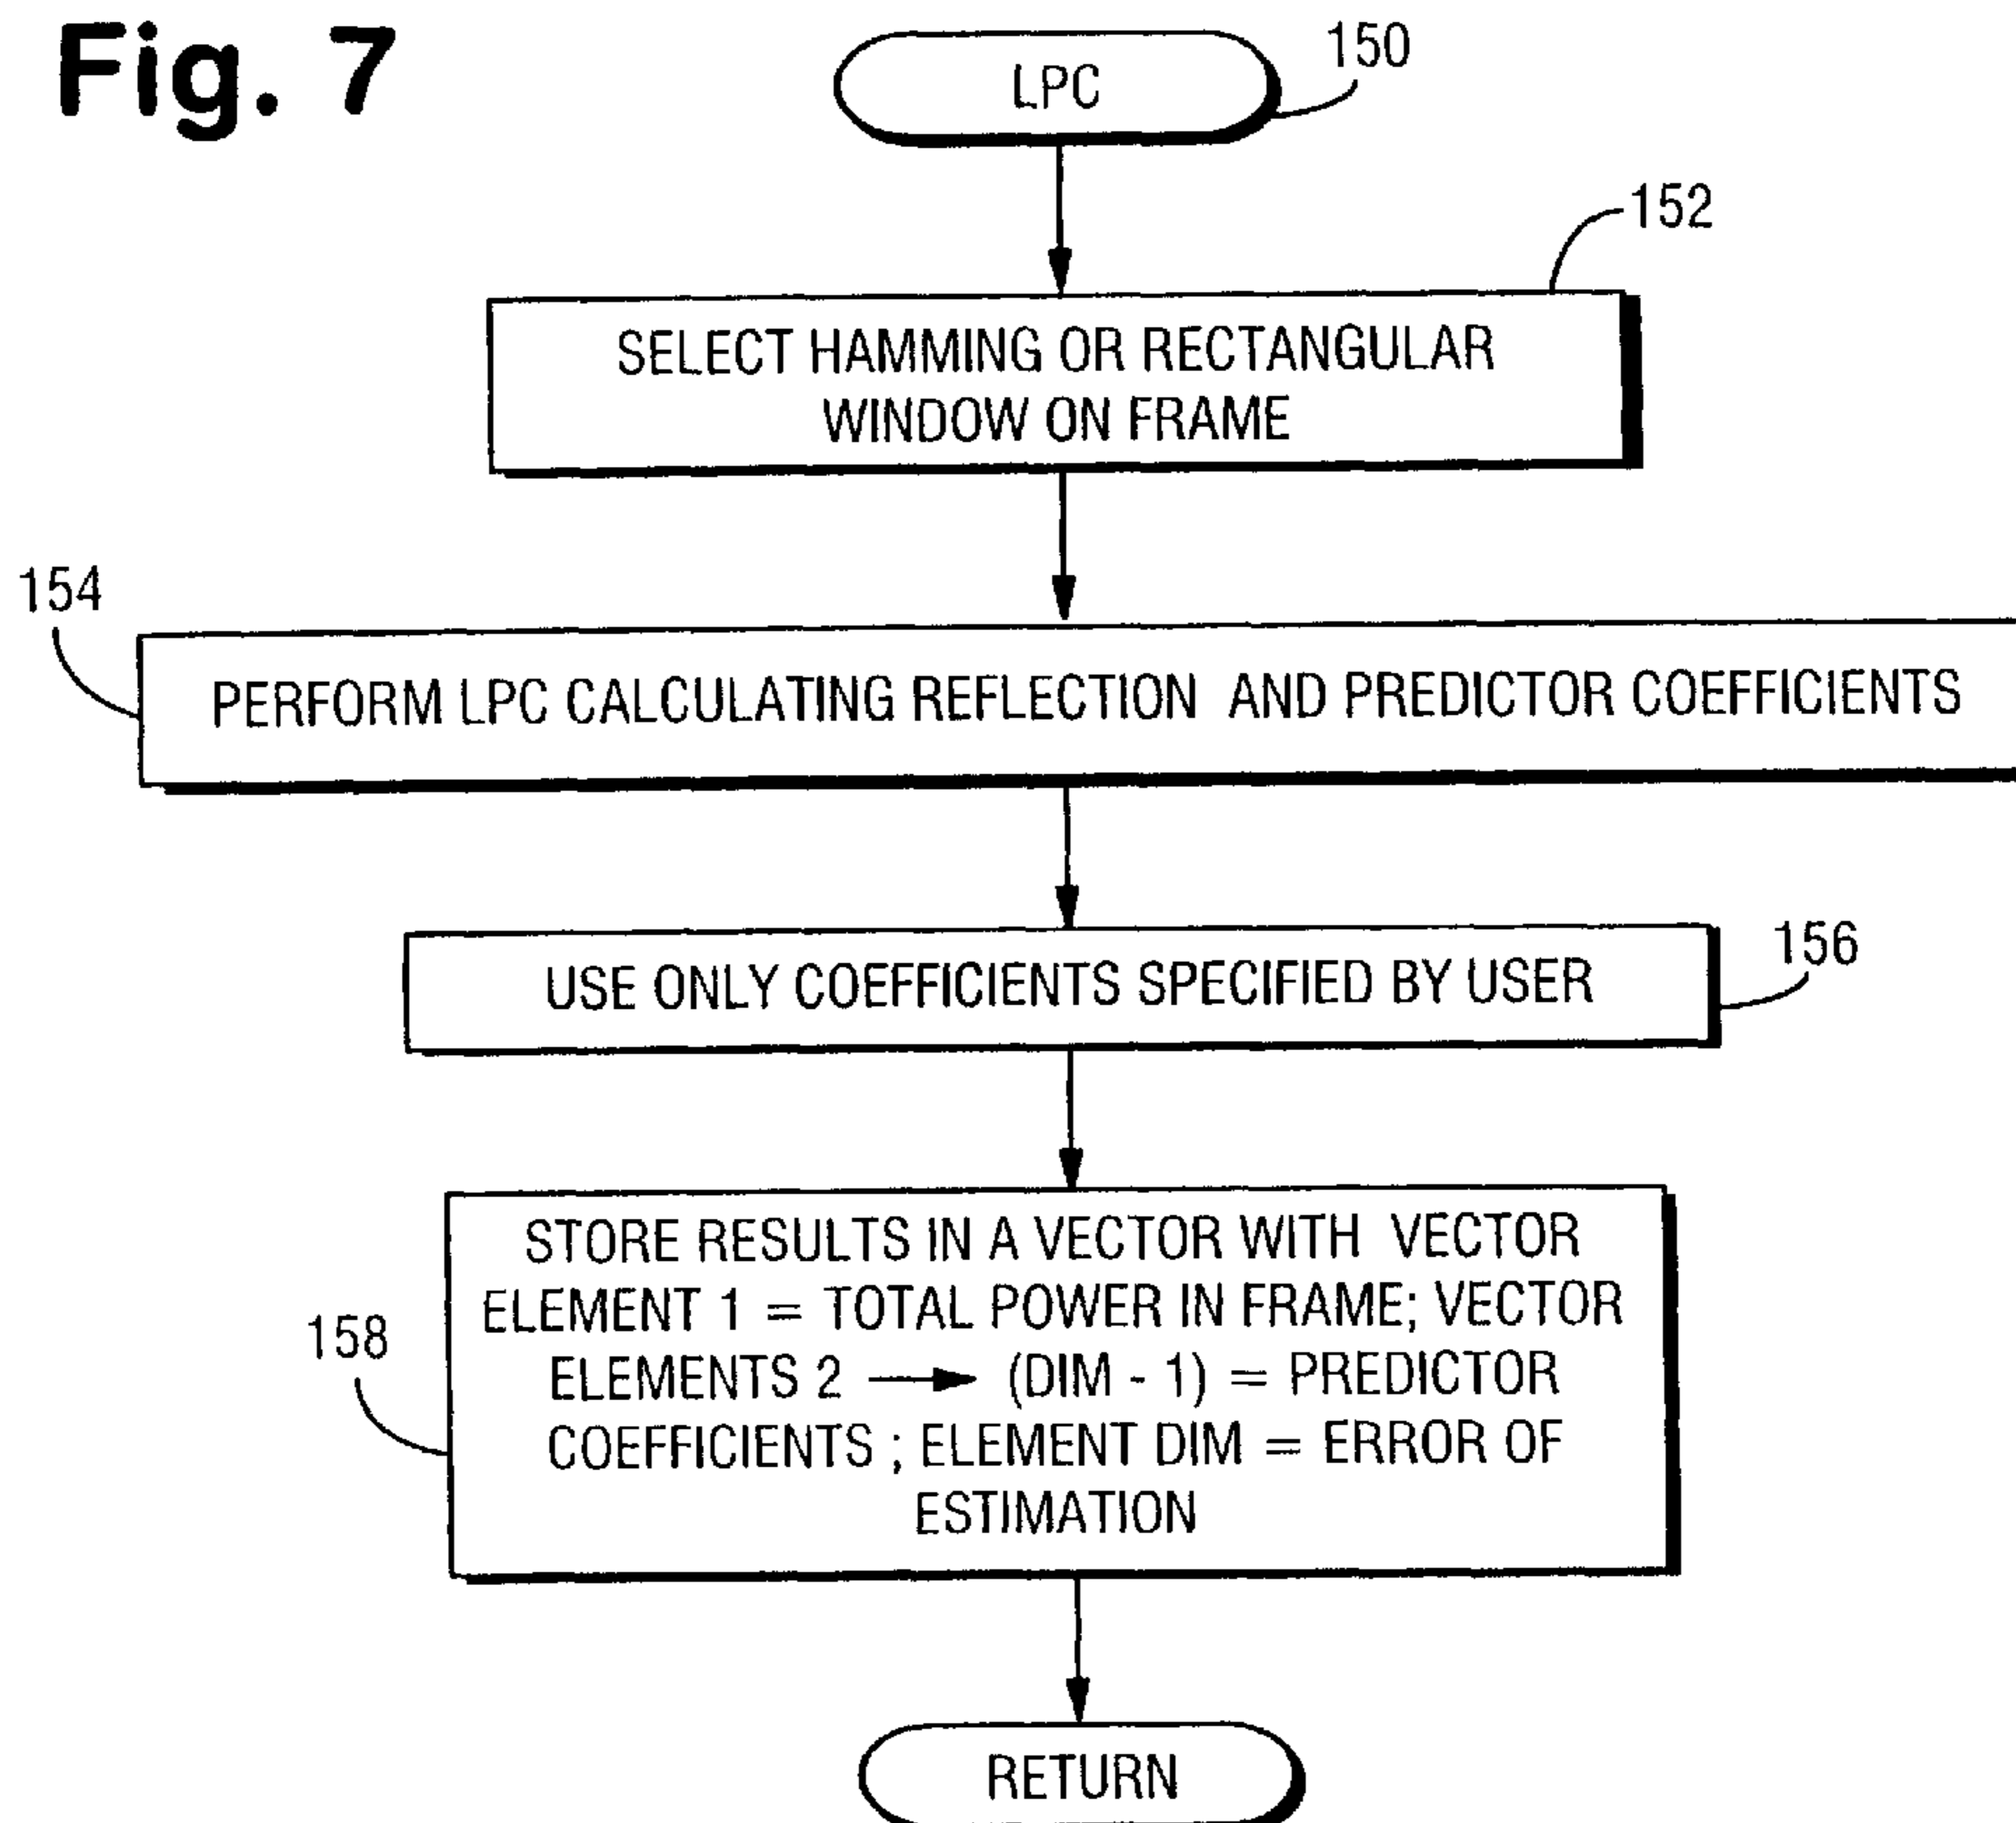 Fig. 7
LPC
150
152
SELECT HAMMING OR RECTANGULAR
WINDOW ON FRAME
154
PERFORM LPC CALCULATING REFLECTION AND PREDICTOR COEFFICIENTS
156
USE ONLY COEFFICIENTS SPECIFIED BY USER
158
STORE RESULTS IN A VECTOR WITH VECTOR
ELEMENT 1 = TOTAL POWER IN FRAME; VECTOR
ELEMENTS 2 → (DIM - 1) = PREDICTOR
COEFFICIENTS ; ELEMENT DIM = ERROR OF
ESTIMATION
RETURN